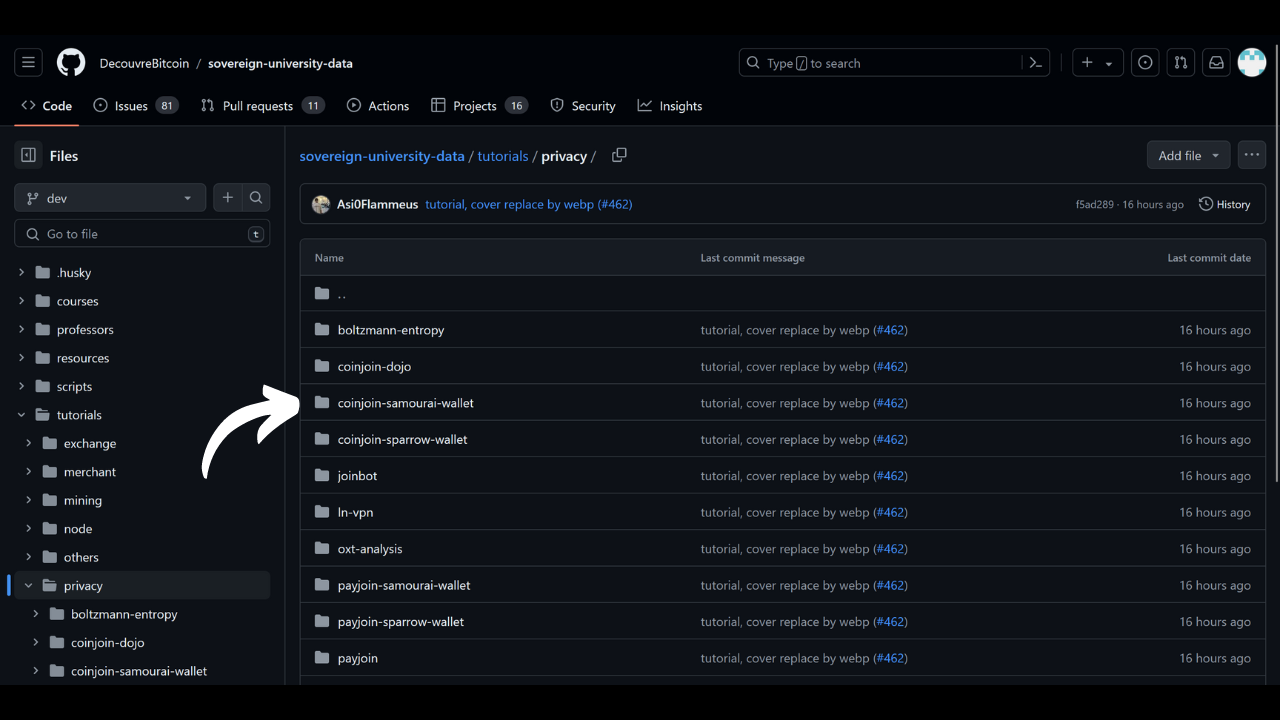 DecouvreBitcoin / sovereign-university-data
Type / to search
Code
Issues 81
Pull requests 11
Actions
Projects 16
Security
Insights
Files
dev
Go to file
t
.husky
courses
professors
resources
scripts
tutorials
exchange
merchant
mining
node
others
privacy
boltzmann-entropy
coinjoin-dojo
coinjoin-samourai-wallet
sovereign-university-data / tutorials / privacy /
Add file
Asi0Flammeus tutorial, cover replace by webp (#462)
f5ad289 · 16 hours ago
History
Name Last commit message Last commit date
..
boltzmann-entropy tutorial, cover replace by webp (#462) 16 hours ago
coinjoin-dojo tutorial, cover replace by webp (#462) 16 hours ago
coinjoin-samourai-wallet tutorial, cover replace by webp (#462) 16 hours ago
coinjoin-sparrow-wallet tutorial, cover replace by webp (#462) 16 hours ago
joinbot tutorial, cover replace by webp (#462) 16 hours ago
ln-vpn tutorial, cover replace by webp (#462) 16 hours ago
oxt-analysis tutorial, cover replace by webp (#462) 16 hours ago
payjoin-samourai-wallet tutorial, cover replace by webp (#462) 16 hours ago
payjoin-sparrow-wallet tutorial, cover replace by webp (#462) 16 hours ago
payjoin tutorial, cover replace by webp (#462) 16 hours ago